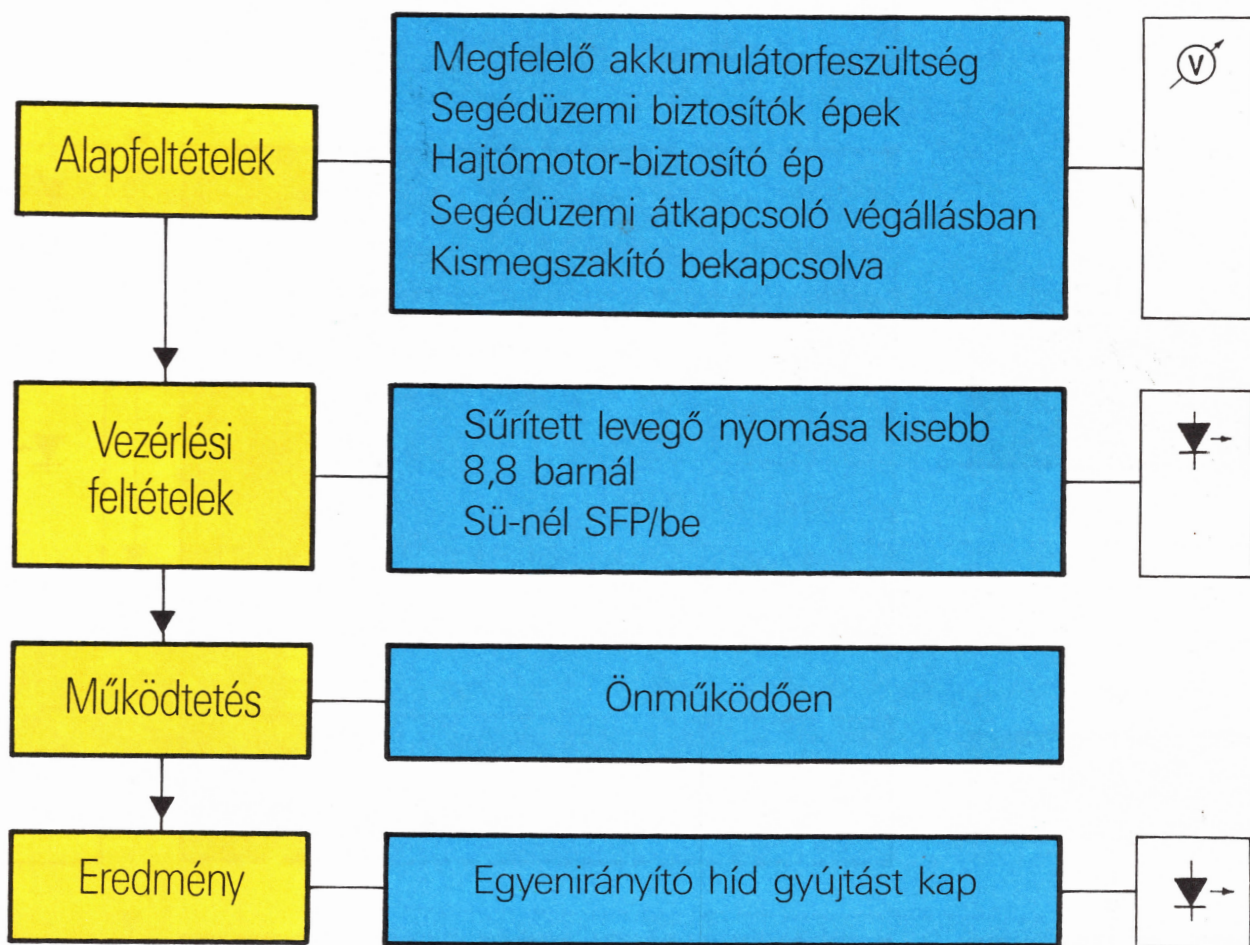 Alapfeltételek
Megfelelő akkumulátorfeszültség
Segédüzemi biztosítók épek
Hajtómotor-biztosító ép
Segédüzemi átkapcsoló végállásban
Kismegszakító bekapcsolva
V
Vezérlési
feltételek
Sűrített levegő nyomása kisebb
8,8 barnál
Sü-nél SFP/be
Működtetés
Önműködően
Eredmény
Egyenirányító híd gyújtást kap